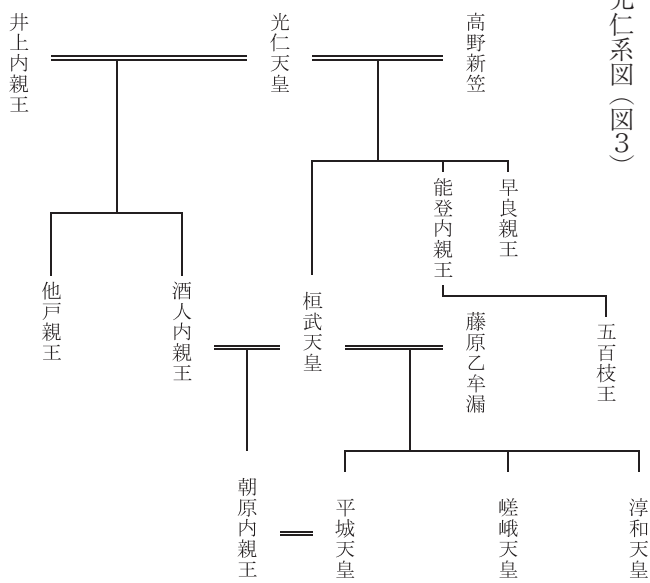 光仁系図（図３）
高野新笠
光仁天皇
井上内親王
早良親王
能登内親王
桓武天皇
酒人内親王
他戸親王
五百枝王
藤原乙牟漏
淳和天皇
嵯峨天皇
平城天皇
朝原内親王